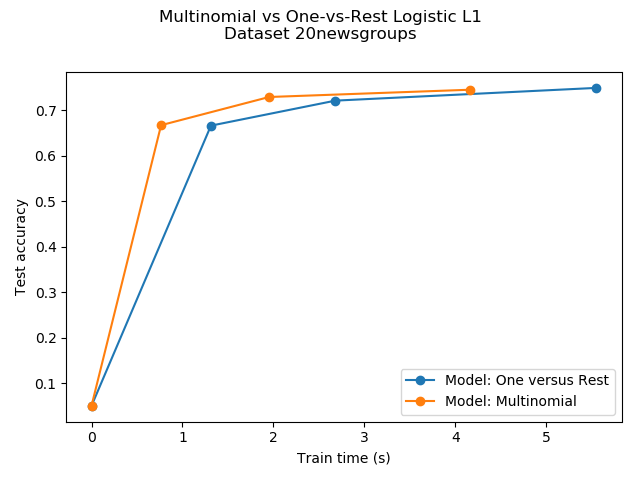 Multinomial vs One-vs-Rest Logistic L1
Dataset 20newsgroups
0.7
0.6
0.5
0.4
0.3
0.2
0.1
Test accuracy
Model: One versus Rest
Model: Multinomial
0 1 2 3 4 5
Train time (s)